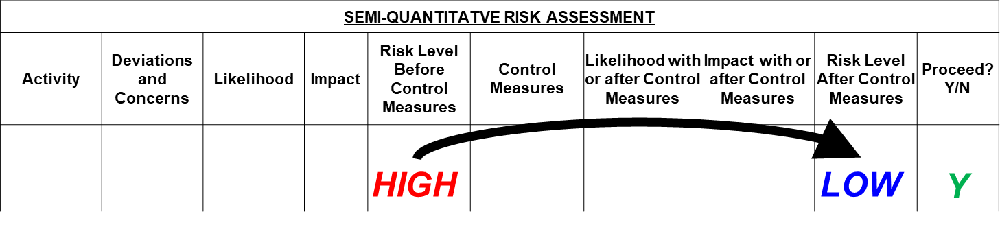 SEMI-QUANTITATVE RISK ASSESSMENT
Activity
Deviations
and
Concerns
Likelihood
Impact
Risk Level
Before
Control
Measures
Control
Measures
Likelihood with
or after Control
Measures
Impact with or
after Control
Measures
Risk Level
After Control
Measures
Proceed?
Y/N
HIGH
LOW
Y